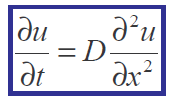 ∂u/∂t = D ∂²u/∂x²